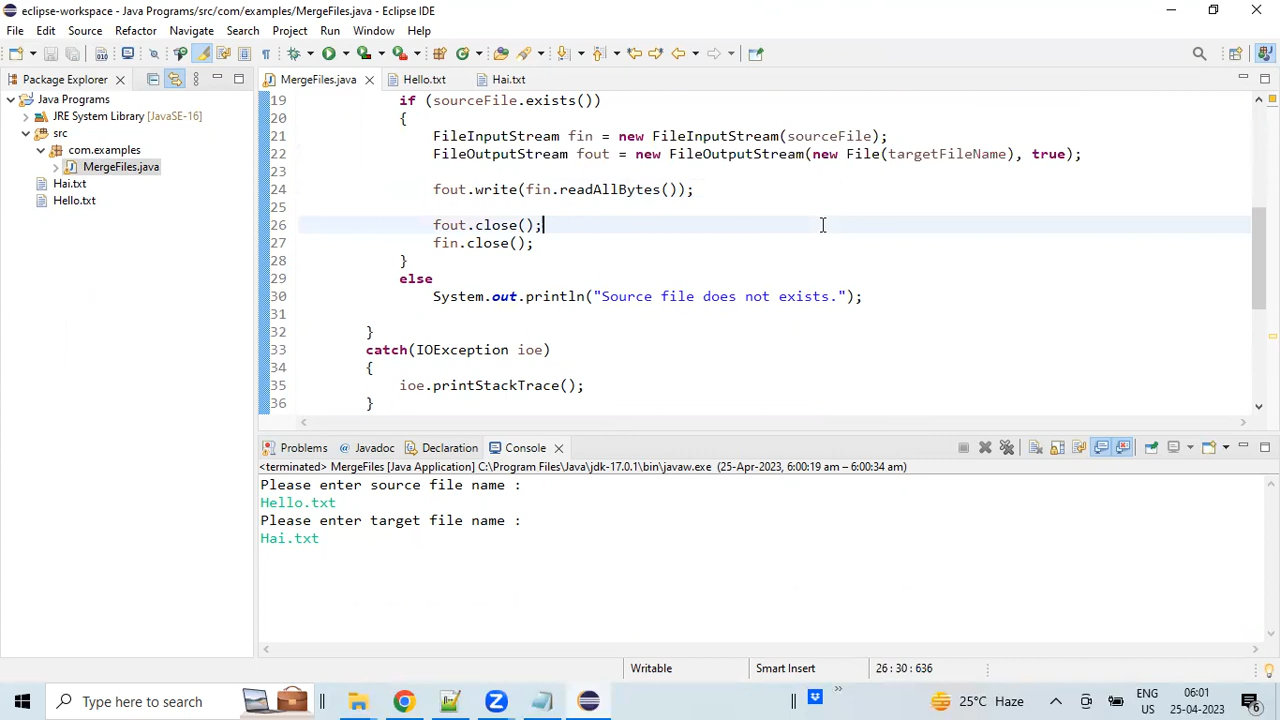 eclipse-workspace - Java Programs/src/com/examples/MergeFiles.java - Eclipse IDE
File Edit Source Refactor Navigate Search Project Run Window Help
Package Explorer
MergeFiles.java Hello.txt Hai.txt
Java Programs
JRE System Library [JavaSE-16]
src
com.examples
MergeFiles.java
Hai.txt
Hello.txt
19 if (sourceFile.exists())
20 {
21 FileInputStream fin = new FileInputStream(sourceFile);
22 FileOutputStream fout = new FileOutputStream(new File(targetFileName), true);
23
24 fout.write(fin.readAllBytes());
25
26 fout.close();
27 fin.close();
28 }
29 else
30 System.out.println("Source file does not exists.");
31
32 }
33 catch(IOException ioe)
34 {
35 ioe.printStackTrace();
36 }
Problems Javadoc Declaration Console
<terminated> MergeFiles [Java Application] C:\Program Files\Java\jdk-17.0.1\bin\javaw.exe (25-Apr-2023, 6:00:19 am – 6:00:34 am)
Please enter source file name :
Hello.txt
Please enter target file name :
Hai.txt
Writable Smart Insert 26 : 30 : 636
Type here to search
25°C Haze
ENG
US
06:01
25-04-2023
6